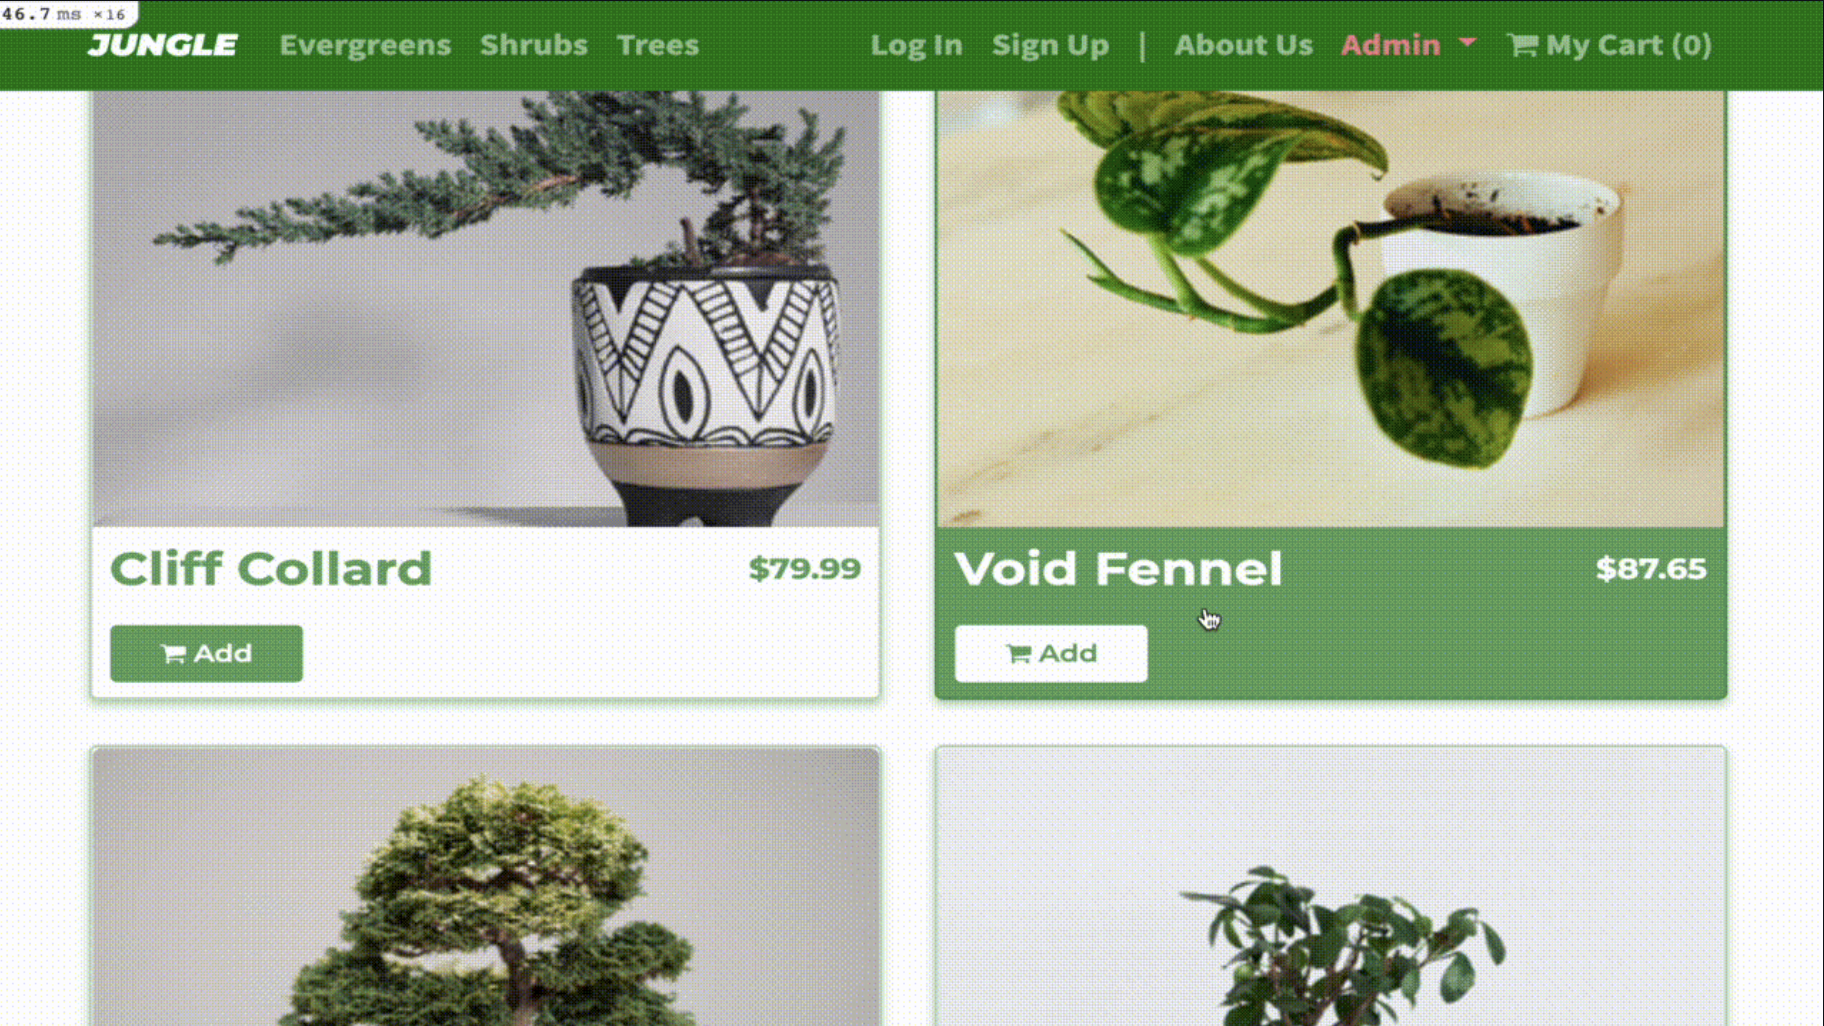 46.7 ms ×16
JUNGLE Evergreens Shrubs Trees Log In Sign Up | About Us Admin My Cart (0)
Cliff Collard $79.99
Add
Void Fennel $87.65
Add